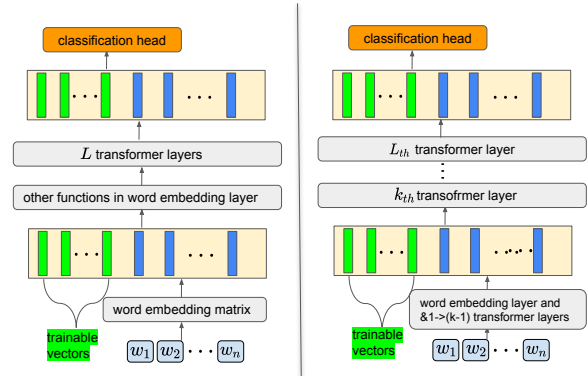 classification head
L transformer layers
other functions in word embedding layer
word embedding matrix
trainable
vectors
w1 w2 ... wn
classification head
Lth transformer layer
kth transofrmer layer
word embedding layer and
&1->(k-1) transformer layers
trainable
vectors
w1 w2 ... wn